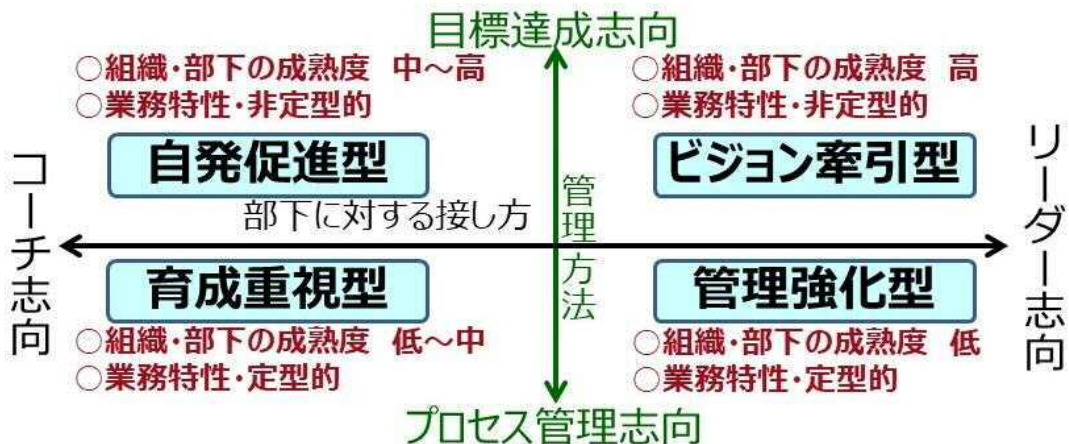 目標達成志向
○組織・部下の成熟度 中～高
○業務特性・非定型的
自発促進型
○組織・部下の成熟度 高
○業務特性・非定型的
ビジョン牽引型
コーチ志向
部下に対する接し方
管理方法
リーダー志向
育成重視型
○組織・部下の成熟度 低～中
○業務特性・定型的
管理強化型
○組織・部下の成熟度 低
○業務特性・定型的
プロセス管理志向